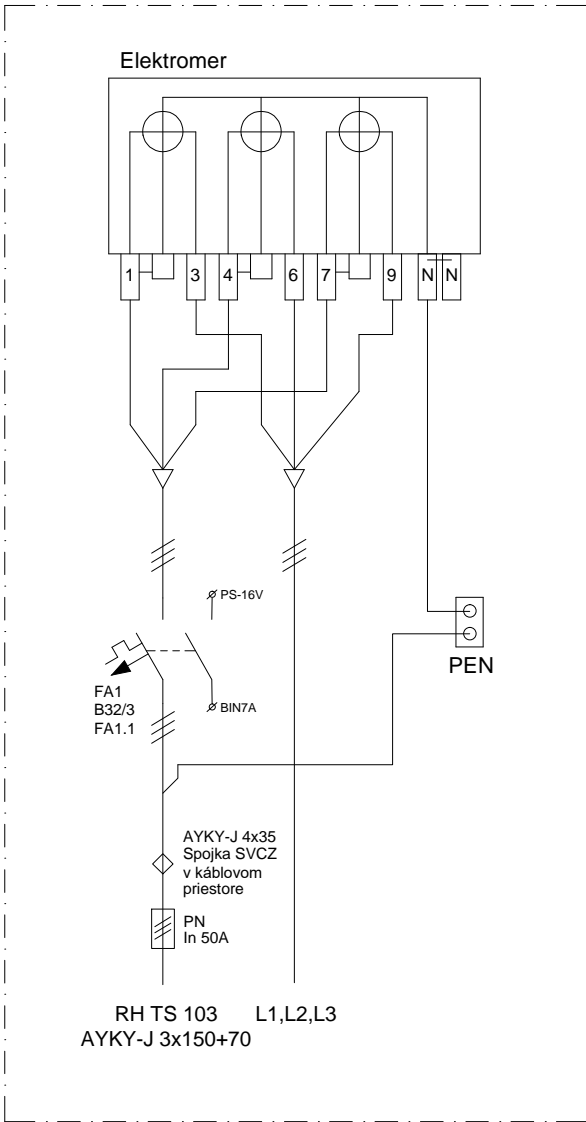 Elektromer
1 3 4 6 7 9 N N
PS-16V
BIN7A
FA1
B32/3
FA1.1
PEN
AYKY-J 4x35
Spojka SVCZ
v káblovom
priestore
PN
In 50A
RH TS 103
AYKY-J 3x150+70
L1,L2,L3